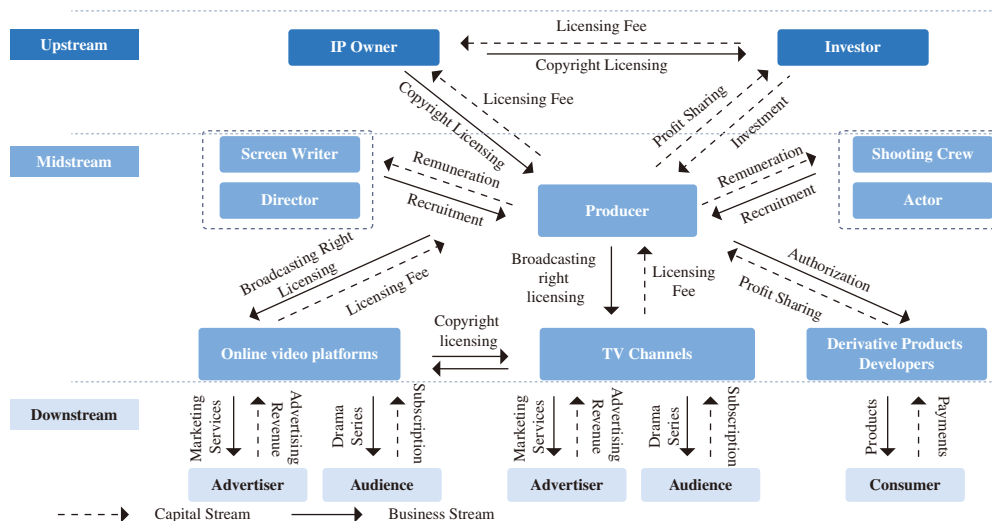 Licensing Fee
Upstream
IP Owner
Investor
Copyright Licensing
Licensing Fee
Copyright Licensing
Profit Sharing
Investment
Midstream
Screen Writer
Director
Remuneration
Recruitment
Producer
Remuneration
Recruitment
Shooting Crew
Actor
Broadcasting Right
Licensing
Licensing Fee
Broadcasting
right
licensing
Licensing
Fee
Authorization
Profit Sharing
Online video platforms
Copyright
licensing
TV Channels
Derivative Products
Developers
Downstream
Marketing
Services
Advertising
Revenue
Drama
Series
Subscription
Marketing
Services
Advertising
Revenue
Drama
Series
Subscription
Products
Payments
Advertiser
Audience
Advertiser
Audience
Consumer
Capital Stream
Business Stream